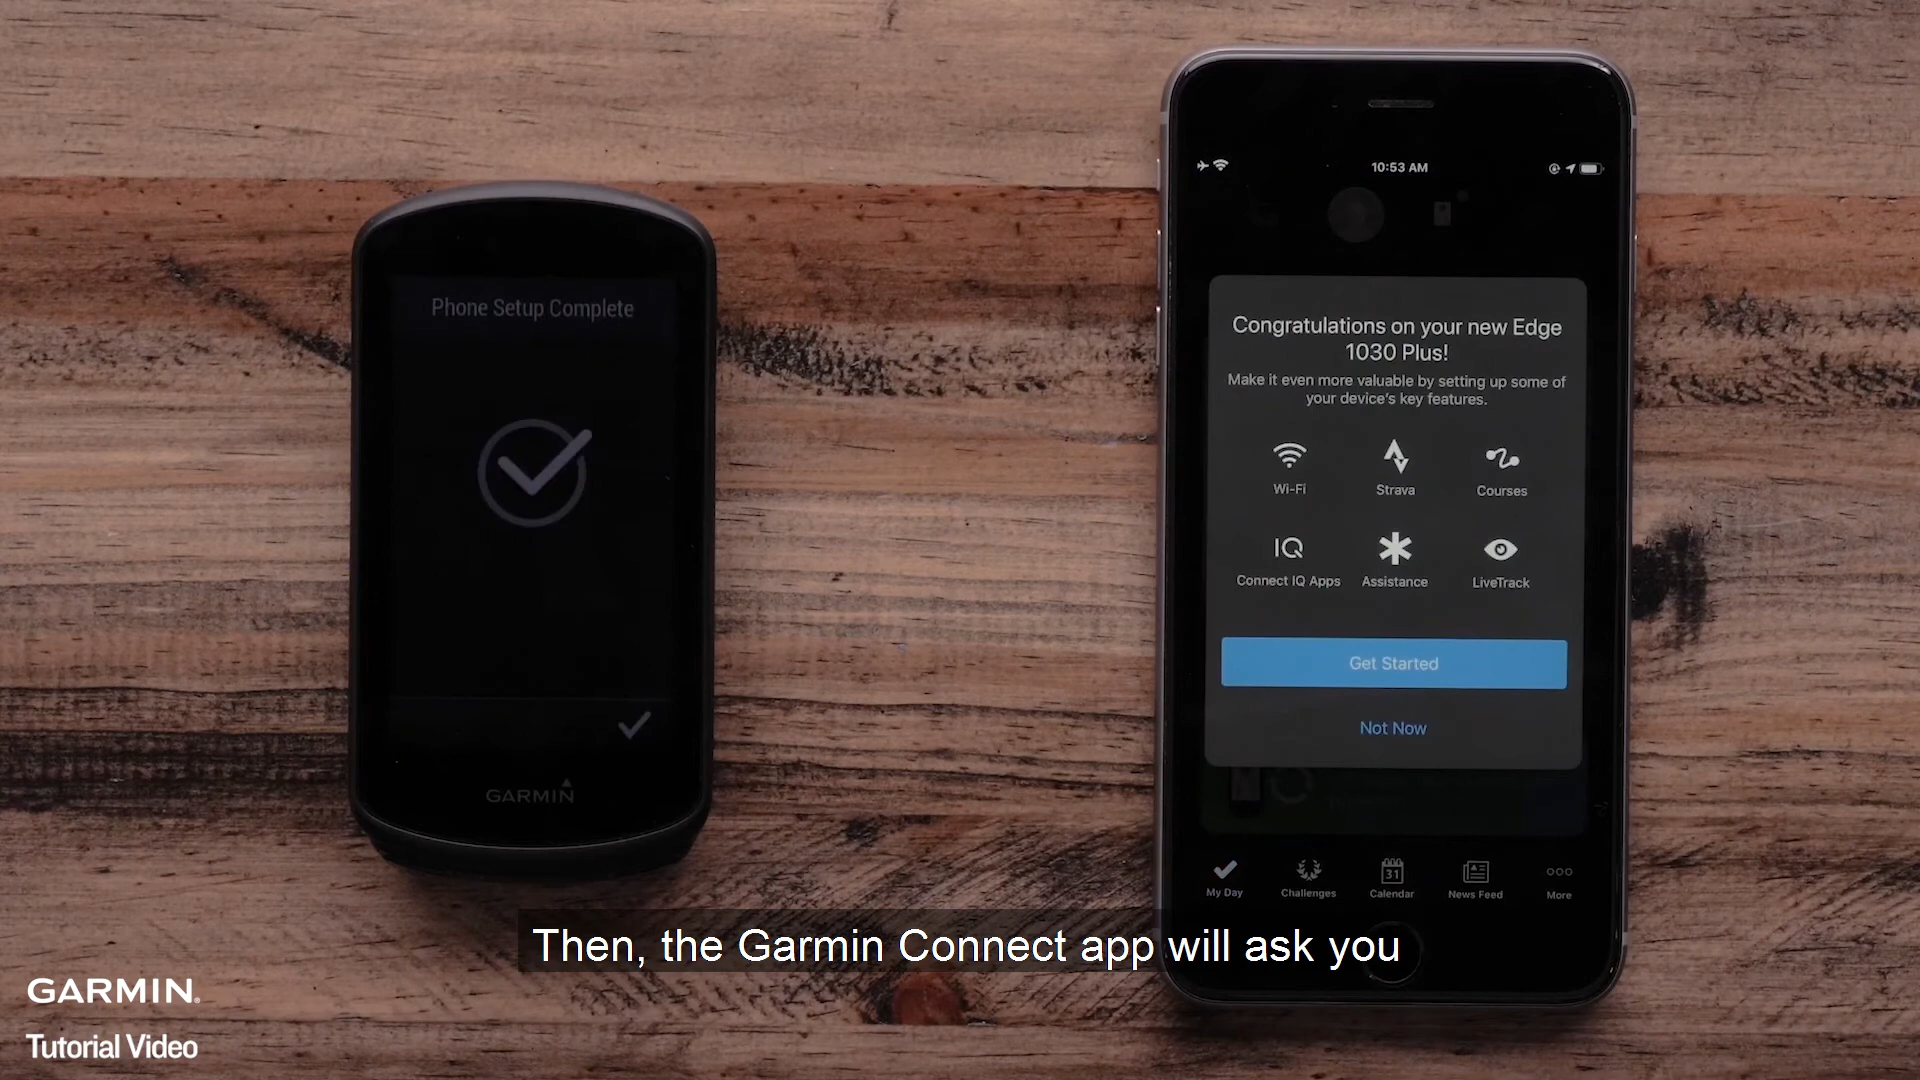 Phone Setup Complete
GARMIN
10:53 AM
Congratulations on your new Edge
1030 Plus!
Make it even more valuable by setting up some of
your device's key features.
Wi-Fi
Strava
Courses
IQ
Connect IQ Apps
Assistance
LiveTrack
Get Started
Not Now
31
My Day
Challenges
Calendar
News Feed
More
Then, the Garmin Connect app will ask you
GARMIN.
Tutorial Video